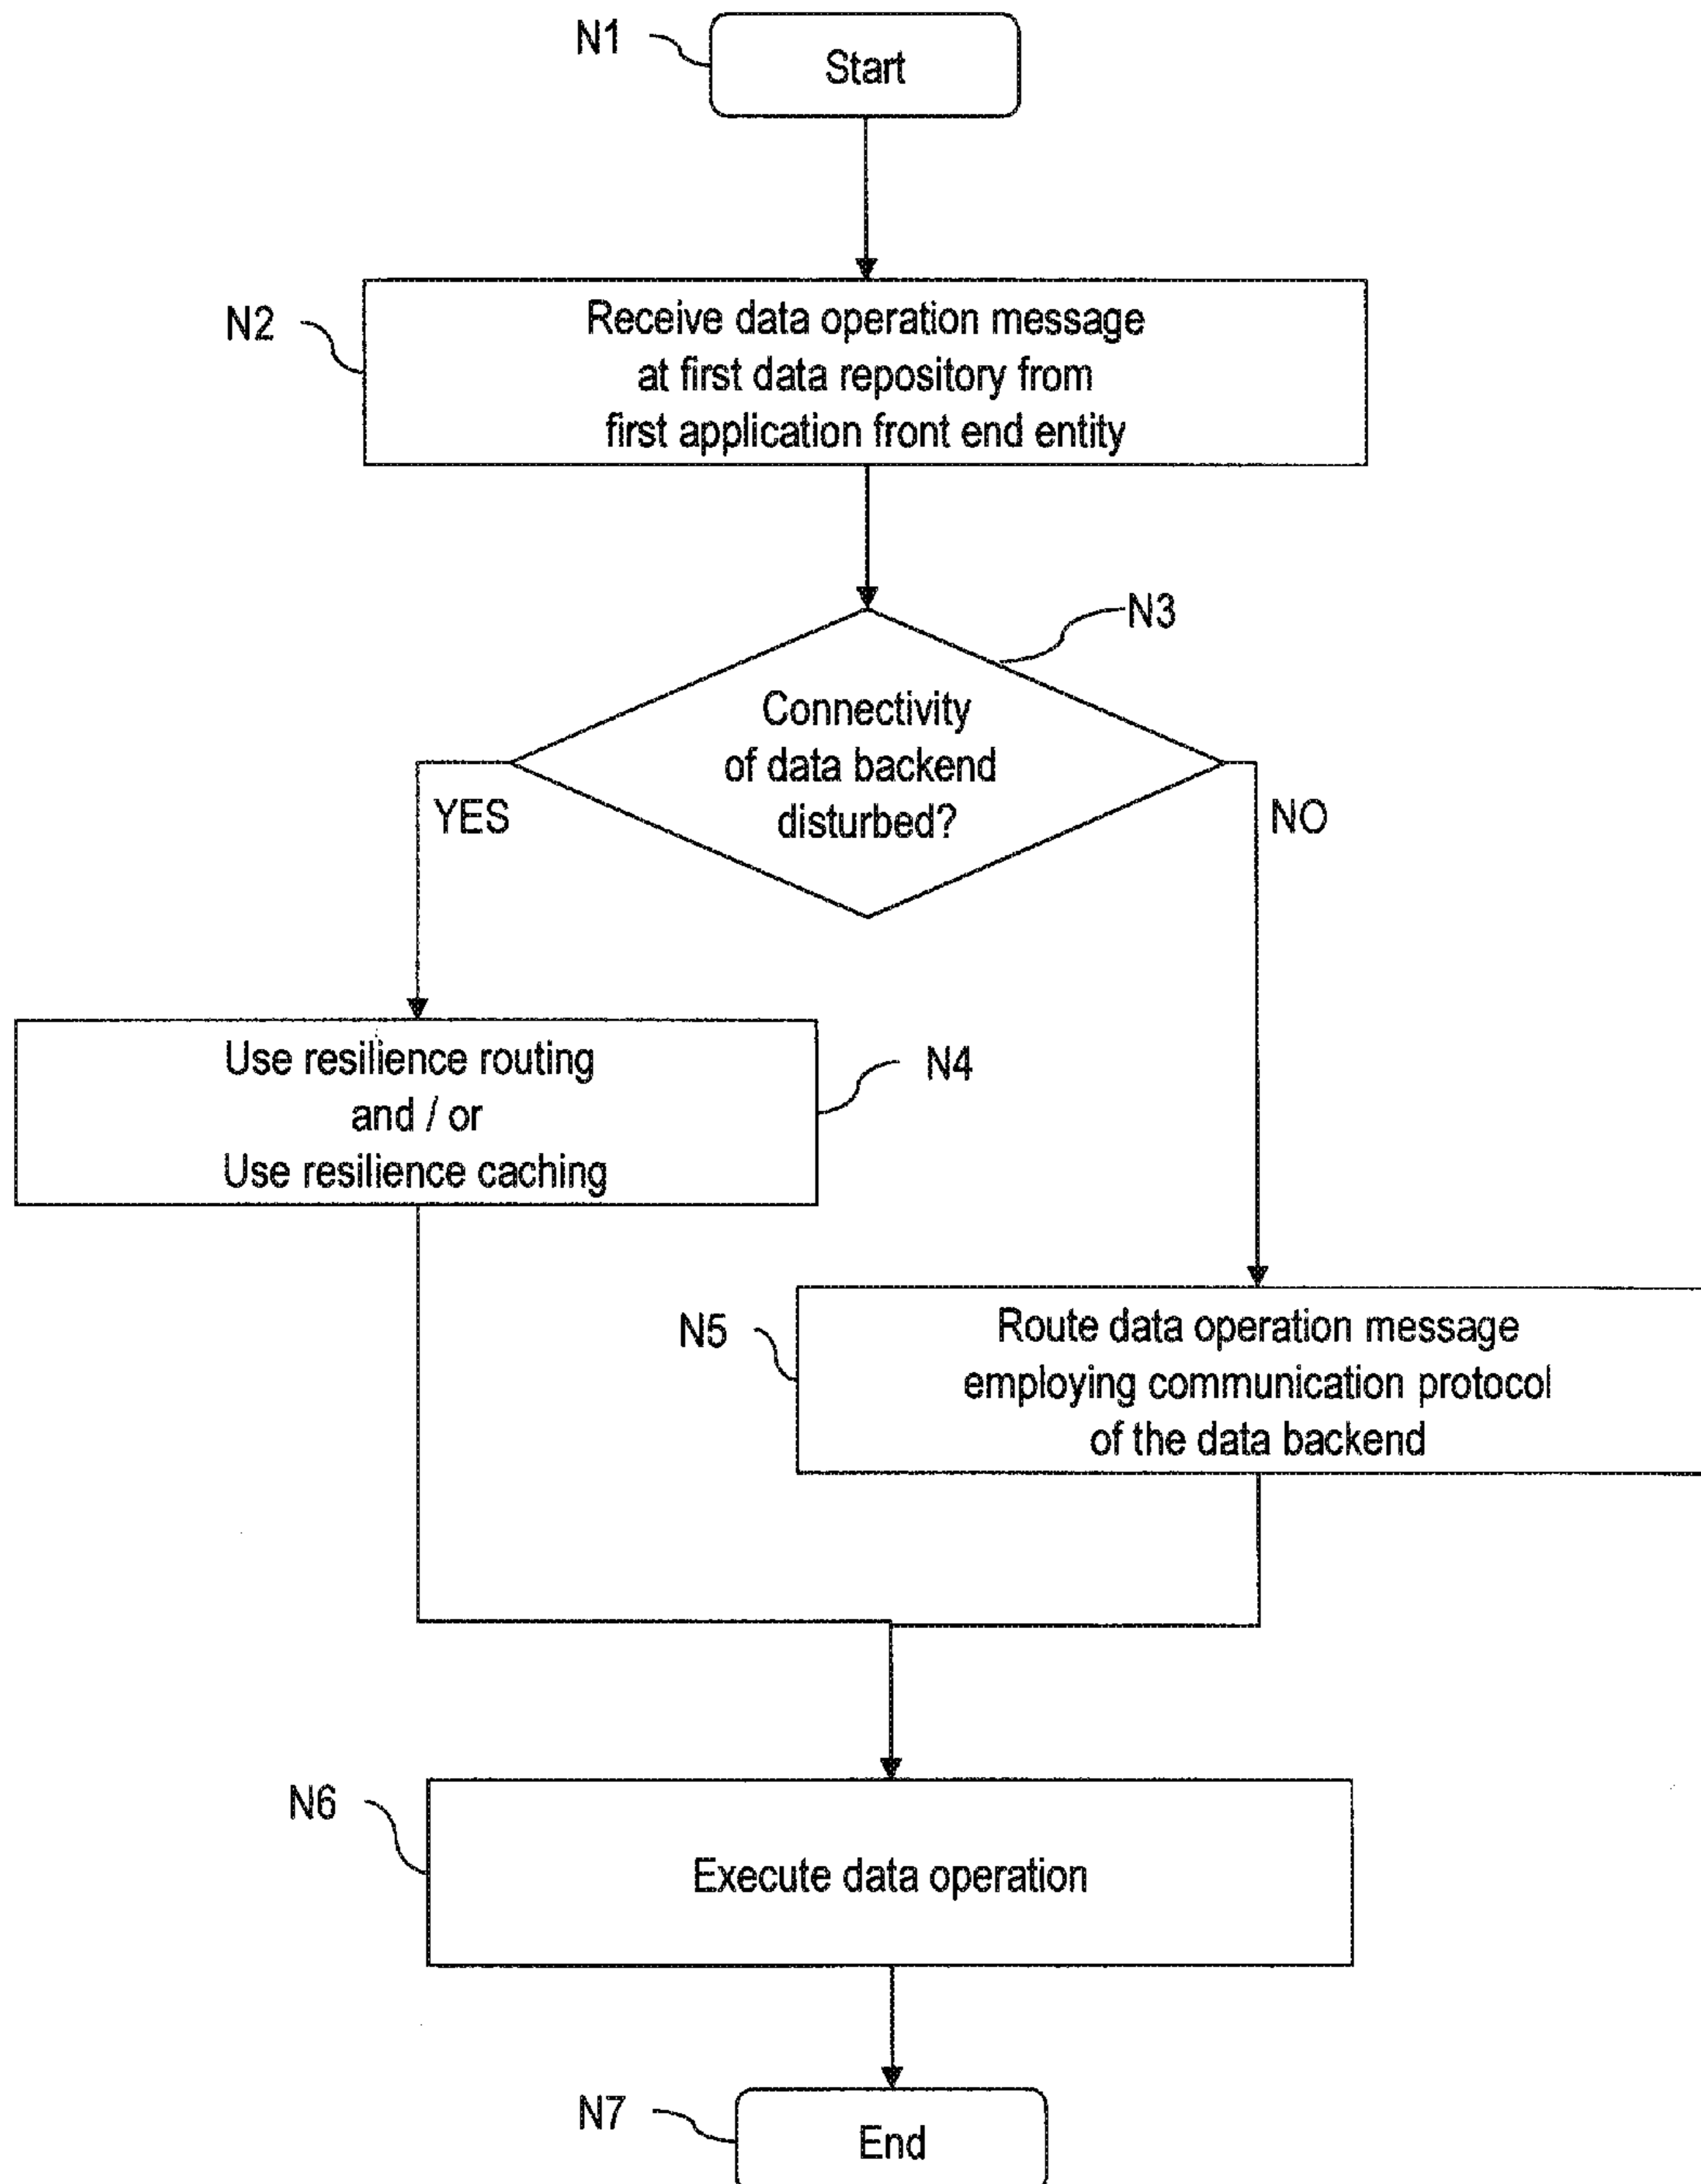 N1
Start
N2
Receive data operation message
at first data repository from
first application front end entity
N3
Connectivity
of data backend
disturbed?
YES
NO
Use resilience routing
and / or
Use resilience caching
N4
N5
Route data operation message
employing communication protocol
of the data backend
N6
Execute data operation
N7
End